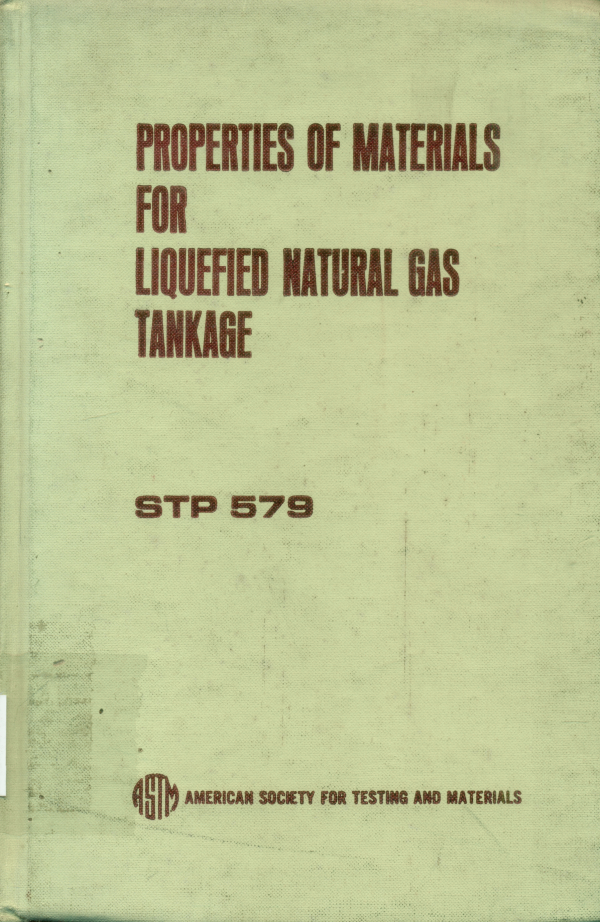 PROPERTIES OF MATERIALS
FOR
LIQUEFIED NATURAL GAS
TANKAGE
STP 579
ASTM AMERICAN SOCIETY FOR TESTING AND MATERIALS